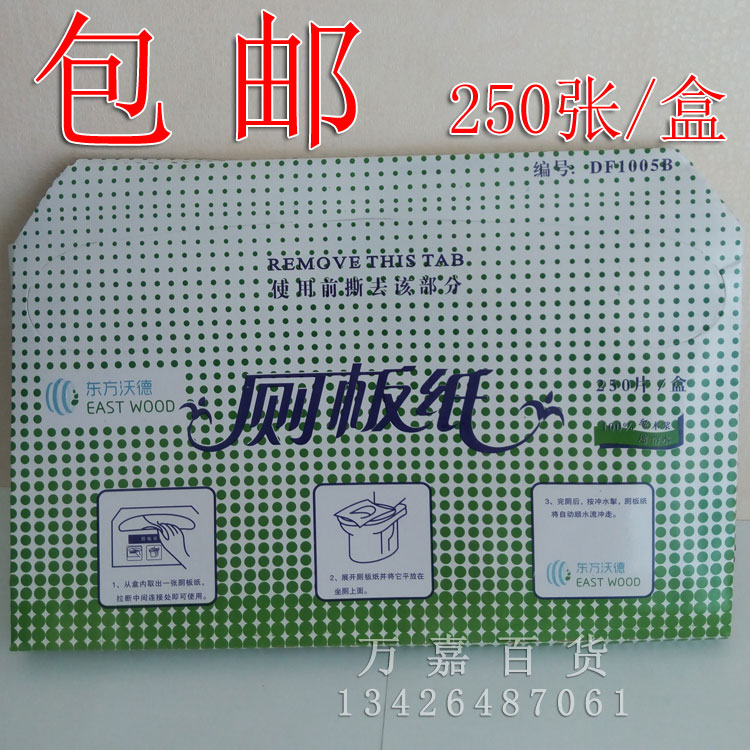 包邮
250张/盒
编号: DF1005B
REMOVE THIS TAB
使用前撕去该部分
东方沃德
EAST WOOD
厕板纸
250片/盒
100%
1、从盒内取出一张厕板纸,
拉断中间连接处即可使用。
2、展开厕板纸并将它平放在
坐厕上面。
3、完厕后, 按冲水掣, 厕板纸
将自动顺水流冲走。
东方沃德
EAST WOOD
万嘉百货
13426487061